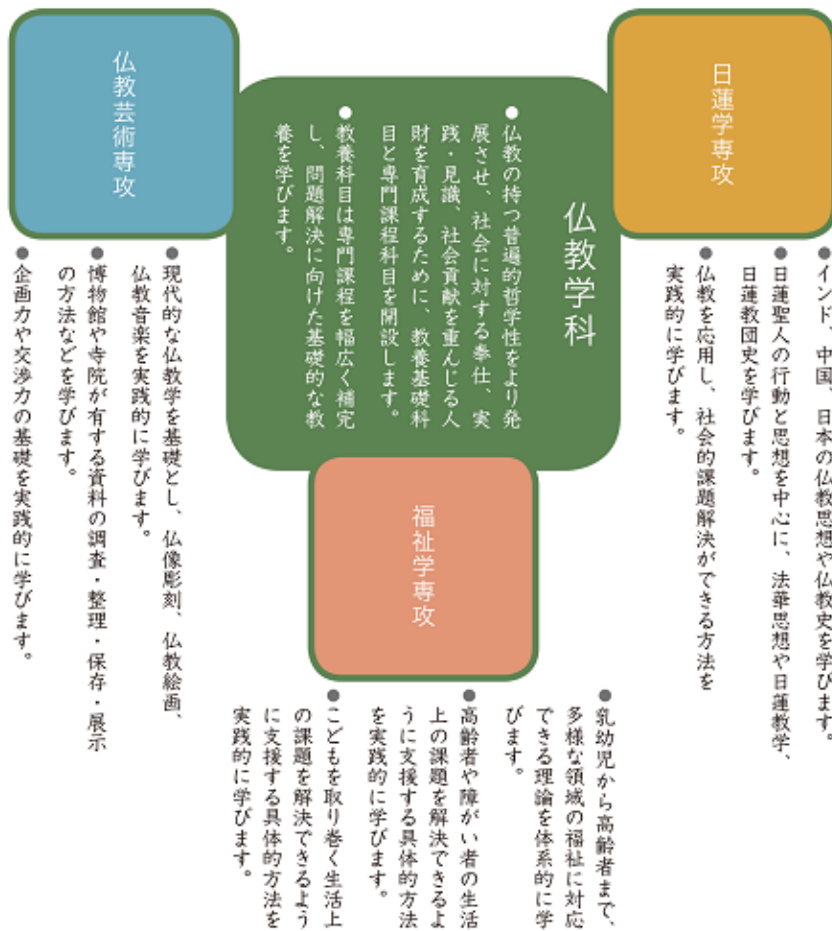 日蓮学専攻
●インド、中国、日本の仏教思想や仏教史を学びます。
●日蓮聖人の行動と思想を中心に、法華思想や日蓮教学、
日蓮教団史を学びます。
●仏教を応用し、社会的課題解決ができる方法を
実践的に学びます。
仏教学科
●仏教の持つ普遍的哲学性をより発
展させ、社会に対する奉仕、実
践・見識、社会貢献を重んじる人
財を育成するために、教養基礎科
目と専門課程科目を開設します。
●教養科目は専門課程を幅広く補完
し、問題解決に向けた基礎的な教
養を学びます。
福祉学専攻
●乳幼児から高齢者まで、
多様な領域の福祉に対応
できる理論を体系的に学
びます。
●高齢者や障がい者の生活
上の課題を解決できるよ
うに支援する具体的方法
を実践的に学びます。
●こどもを取り巻く生活上
の課題を解決できるよう
に支援する具体的方法を
実践的に学びます。
仏教芸術専攻
●現代的な仏教学を基礎とし、仏像彫刻、仏教絵画、
仏教音楽を実践的に学びます。
●博物館や寺院が有する資料の調査・整理・保存・展示
の方法などを学びます。
●企画力や交渉力の基礎を実践的に学びます。